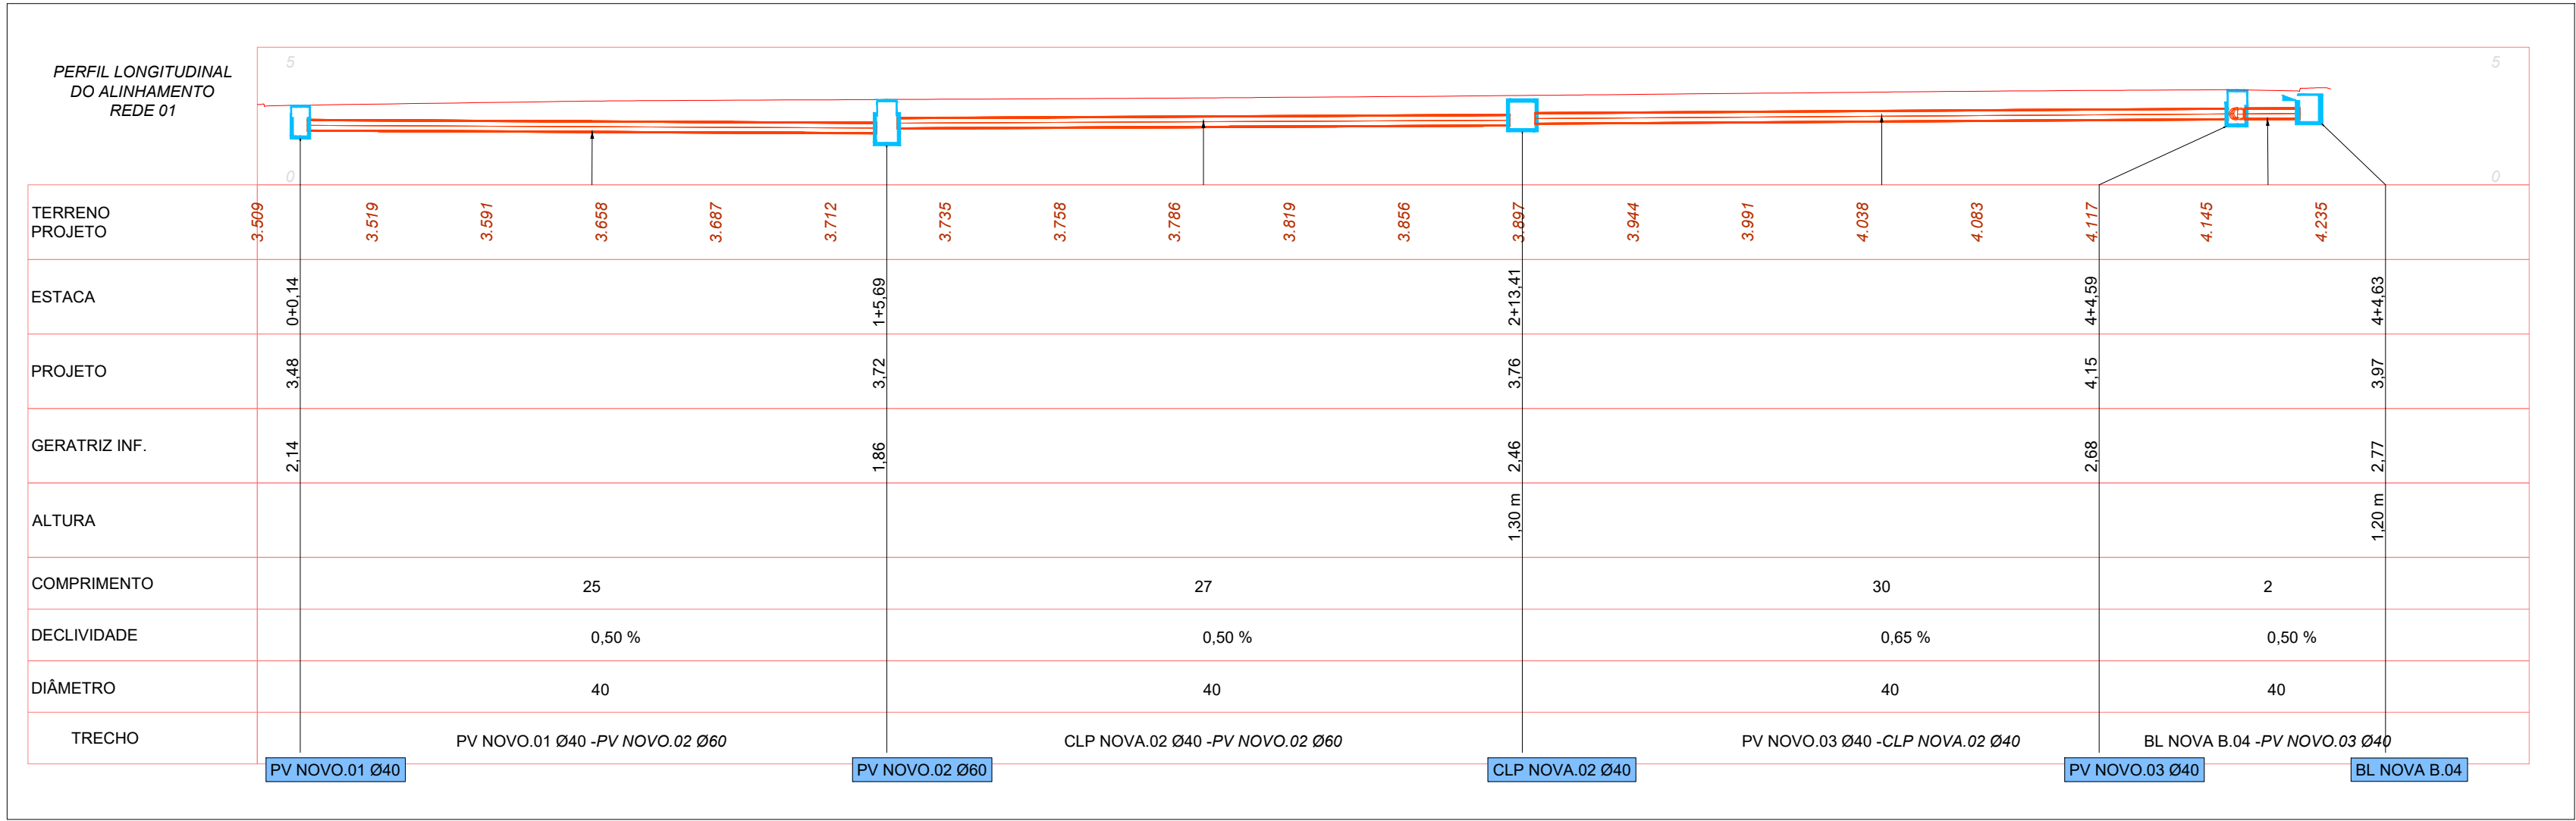 PERFIL LONGITUDINAL
DO ALINHAMENTO
REDE 01
5 5
0 0
TERRENO
PROJETO
3.509 3.519 3.591 3.658 3.687 3.712 3.735 3.758 3.786 3.819 3.856 3.897 3.944 3.991 4.038 4.083 4.117 4.145 4.235
ESTACA 0+0,14 1+5,69 2+13,41 4+4,59 4+4,63
PROJETO 3,48 3,72 3,76 4,15 3,97
GERATRIZ INF. 2,14 1,86 2,46 2,68 2,77
ALTURA 1,30 m 1,20 m
COMPRIMENTO 25 27 30 2
DECLIVIDADE 0,50 % 0,50 % 0,65 % 0,50 %
DIÂMETRO 40 40 40 40
TRECHO PV NOVO.01 Ø40 -PV NOVO.02 Ø60 CLP NOVA.02 Ø40 -PV NOVO.02 Ø60 PV NOVO.03 Ø40 -CLP NOVA.02 Ø40 BL NOVA B.04 -PV NOVO.03 Ø40
PV NOVO.01 Ø40 PV NOVO.02 Ø60 CLP NOVA.02 Ø40 PV NOVO.03 Ø40 BL NOVA B.04